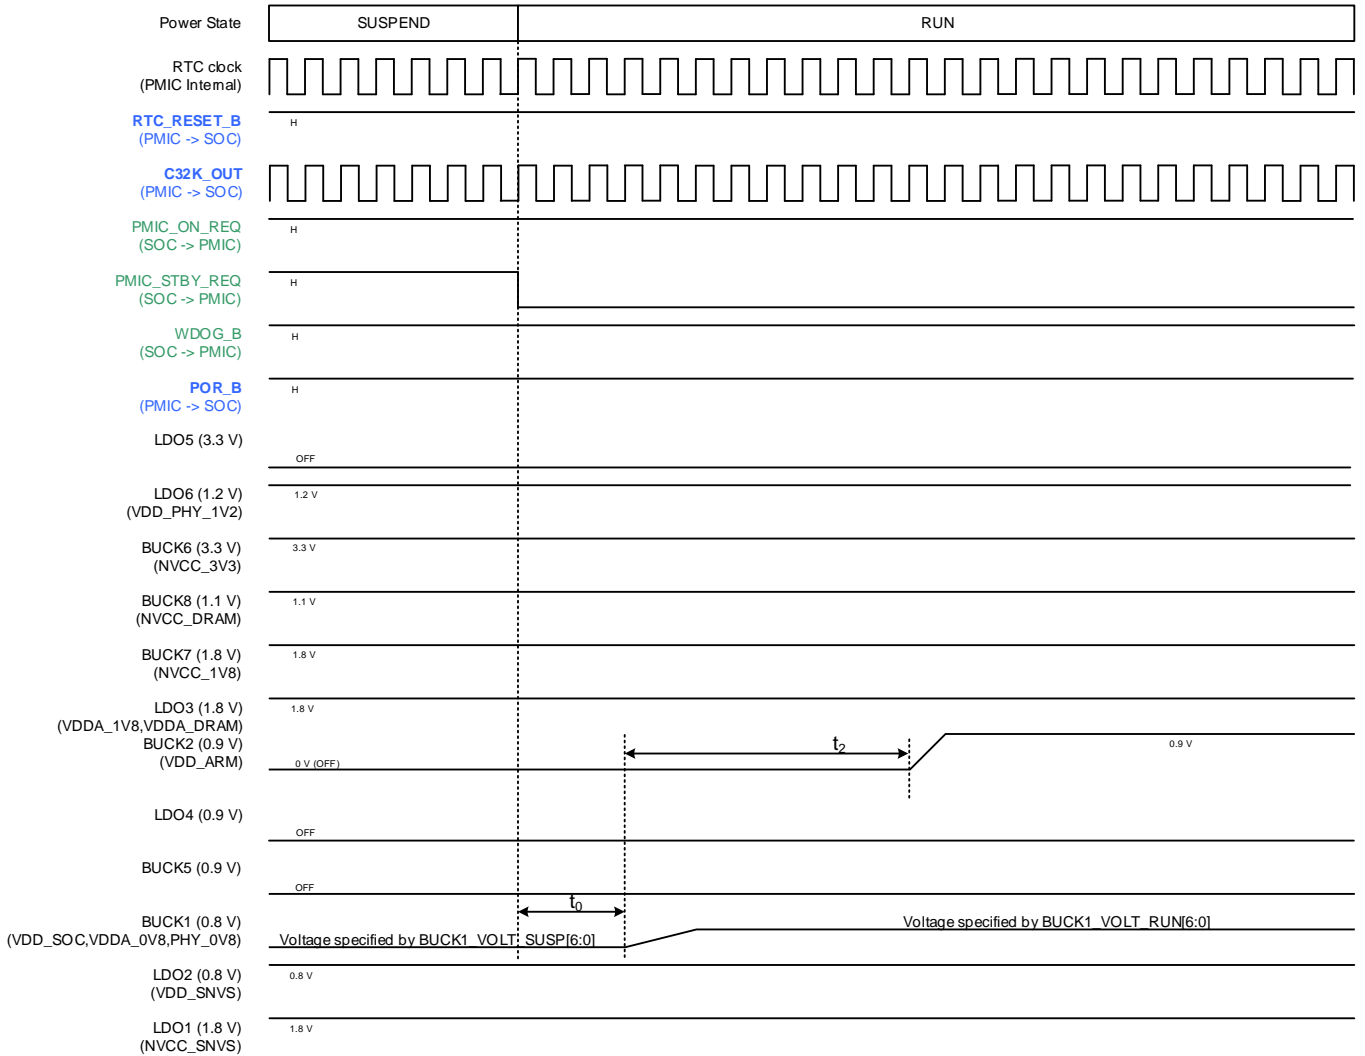 Power State
SUSPEND
RUN
RTC clock
(PMIC Internal)
RTC_RESET_B
(PMIC -> SOC)
H
C32K_OUT
(PMIC -> SOC)
PMIC_ON_REQ
(SOC -> PMIC)
H
PMIC_STBY_REQ
(SOC -> PMIC)
H
WDOG_B
(SOC -> PMIC)
H
POR_B
(PMIC -> SOC)
H
LDO5 (3.3 V)
OFF
LDO6 (1.2 V)
(VDD_PHY_1V2)
1.2 V
BUCK6 (3.3 V)
(NVCC_3V3)
3.3 V
BUCK8 (1.1 V)
(NVCC_DRAM)
1.1 V
BUCK7 (1.8 V)
(NVCC_1V8)
1.8 V
LDO3 (1.8 V)
(VDDA_1V8,VDDA_DRAM)
1.8 V
BUCK2 (0.9 V)
(VDD_ARM)
0 V (OFF)
t2
0.9 V
LDO4 (0.9 V)
OFF
BUCK5 (0.9 V)
OFF
t0
BUCK1 (0.8 V)
(VDD_SOC,VDDA_0V8,PHY_0V8)
Voltage specified by BUCK1_VOLT_SUSP[6:0]
Voltage specified by BUCK1_VOLT_RUN[6:0]
LDO2 (0.8 V)
(VDD_SNVS)
0.8 V
LDO1 (1.8 V)
(NVCC_SNVS)
1.8 V